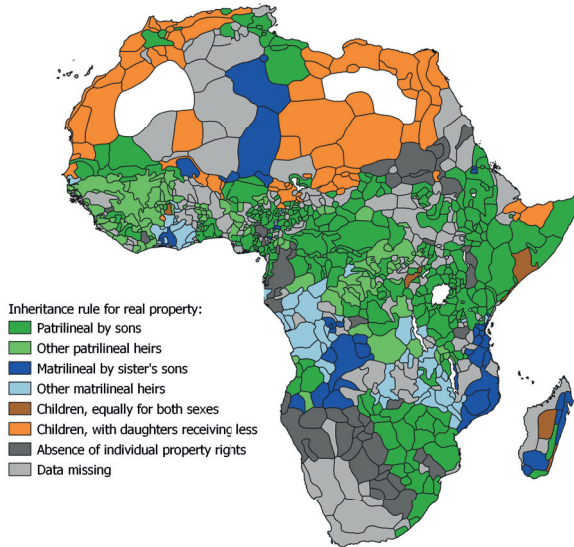 Inheritance rule for real property:
Patrilineal by sons
Other patrilineal heirs
Matrilineal by sister's sons
Other matrilineal heirs
Children, equally for both sexes
Children, with daughters receiving less
Absence of individual property rights
Data missing